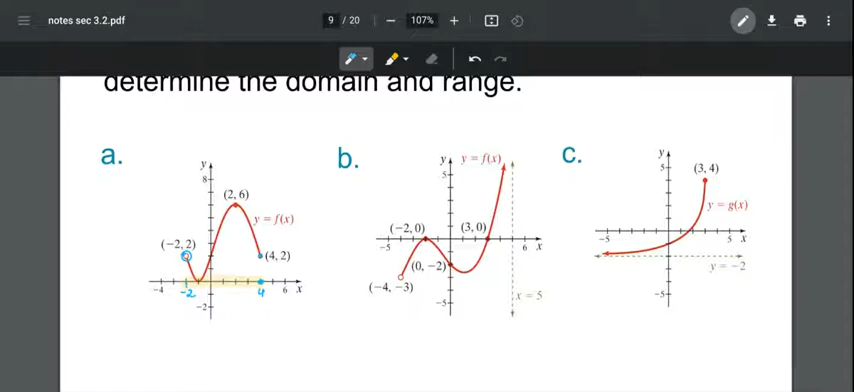 notes sec 3.2.pdf
9 / 20
107%
determine the domain and range.
a.
y
8
(2, 6)
y = f(x)
(−2, 2)
(4, 2)
−4
-2
4
6
x
−2
b.
y
y = f(x)
5
(−2, 0)
(3, 0)
−5
6
x
(0, −2)
(−4, −3)
−5
x = 5
c.
y
5
(3, 4)
y = g(x)
−5
5
x
y = −2
−5